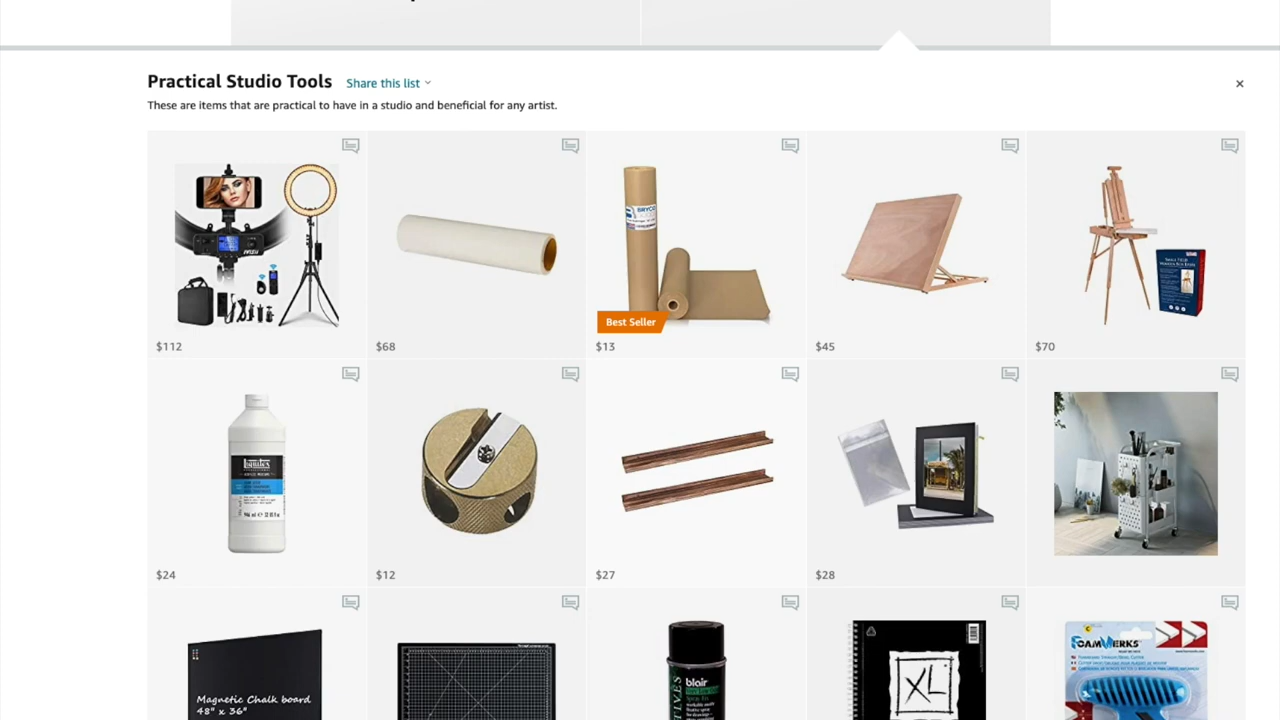 Practical Studio Tools
Share this list
These are items that are practical to have in a studio and beneficial for any artist.
$112
$68
Best Seller
$13
$45
$70
Liquitex
$24
$12
$27
$28
Magnetic Chalk board
48" x 36"
blair
XL
FOAMWERKS